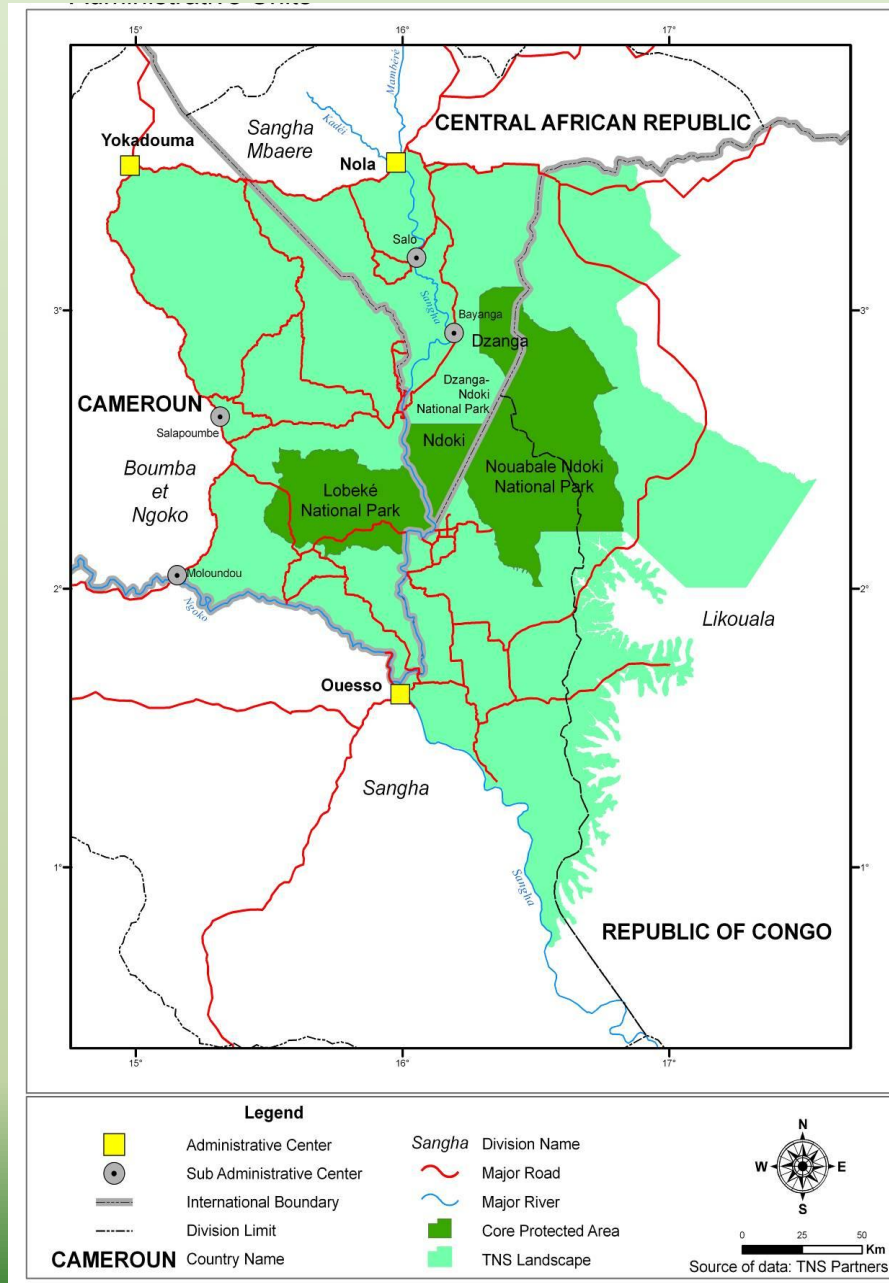 Administrative Units
15°
16°
17°
Mambéré
Kadéi
Sangha
Mbaere
CENTRAL AFRICAN REPUBLIC
Yokadouma
Nola
Salo
Sangha
3°
3°
Bayanga
Dzanga
Dzanga-
Ndoki
National Park
CAMEROUN
Salapoumbe
Ndoki
Boumba
et
Ngoko
Lobeké
National Park
Nouabale Ndoki
National Park
2°
Moloundou
2°
Ngoko
Likouala
Ouesso
Sangha
1°
1°
Sangha
REPUBLIC OF CONGO
15°
16°
17°
Legend
Administrative Center
Sub Administrative Center
International Boundary
Division Limit
CAMEROUN Country Name
Sangha Division Name
Major Road
Major River
Core Protected Area
TNS Landscape
N
W E
S
0 25 50
Km
Source of data: TNS Partners